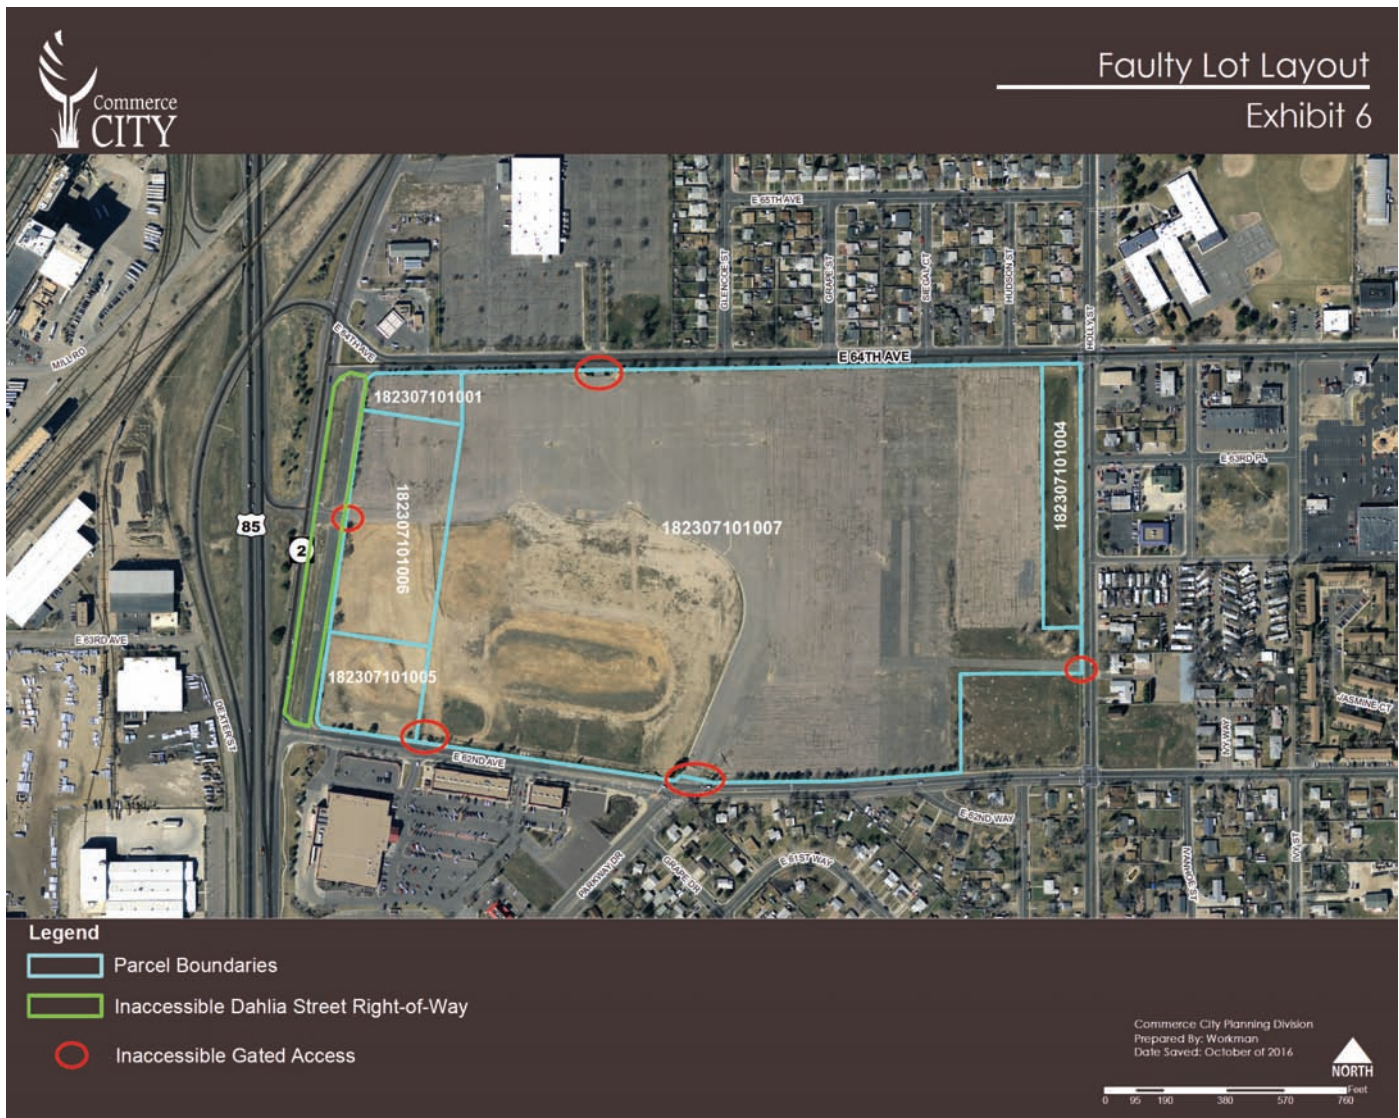 Commerce
CITY
Faulty Lot Layout
Exhibit 6
E 65TH AVE
GLENCOE ST
GRAPE ST
SIEGAL CT
HUDSON ST
HOLLY ST
MILL RD
E 64TH AVE
E 64TH AVE
182307101001
182307101004
E 63RD PL
182307101006
182307101007
85
2
E 63RD AVE
182307101005
DEXTER ST
E 62ND AVE
JASMINE CT
IVY WAY
E 62ND WAY
PARKWAY DR
GRAPE DR
E 61ST WAY
IVANHOE ST
IVY ST
Legend
Parcel Boundaries
Inaccessible Dahlia Street Right-of-Way
Inaccessible Gated Access
Commerce City Planning Division
Prepared By: Workman
Date Saved: October of 2016
NORTH
Feet
0 95 190 380 570 760